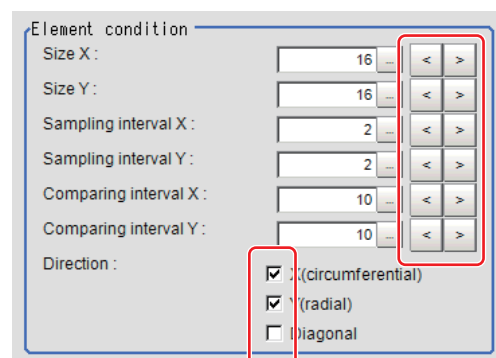 Element condition
Size X : 16 ... < >
Size Y : 16 ... < >
Sampling interval X : 2 ... < >
Sampling interval Y : 2 ... < >
Comparing interval X : 10 ... < >
Comparing interval Y : 10 ... < >
Direction : X(circumferential)
Y(radial)
Diagonal